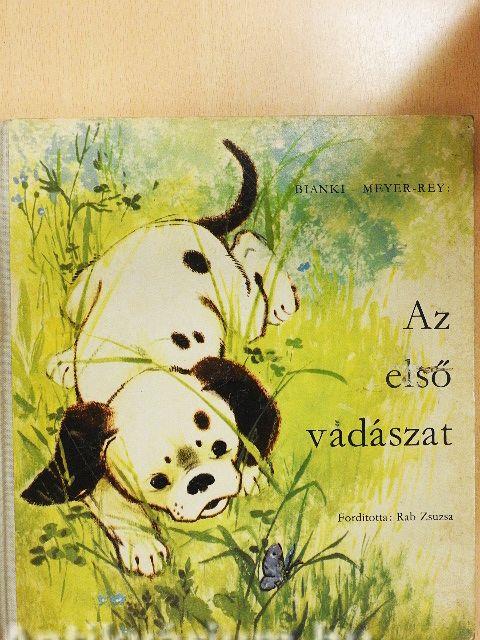 BIANKI – MEYER-REY:
Az
első
vadászat
Fordította: Rab Zsuzsa